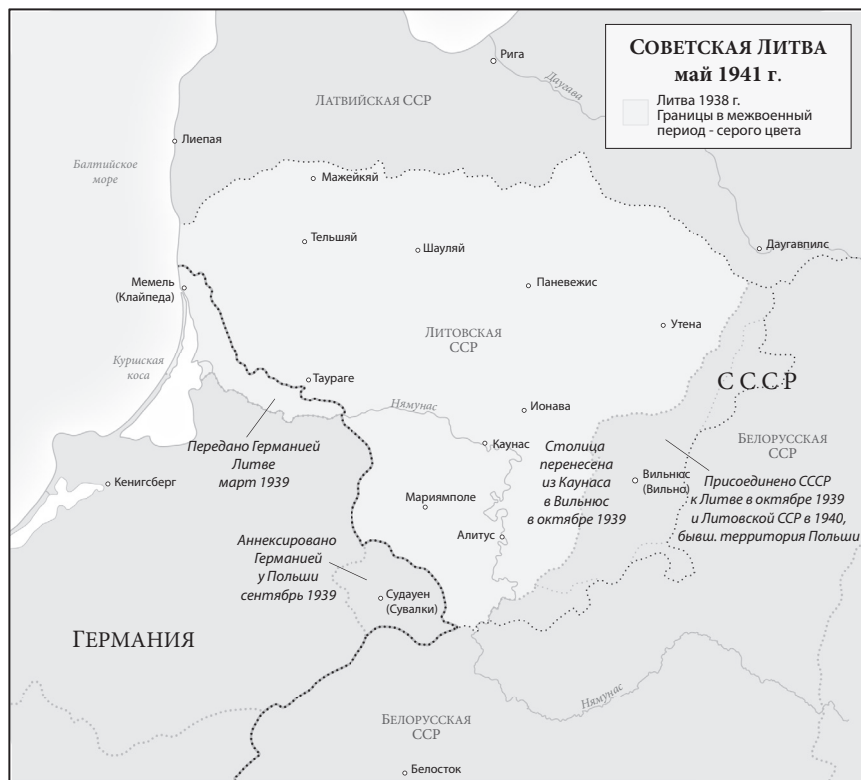 СОВЕТСКАЯ ЛИТВА
май 1941 г.
Литва 1938 г.
Границы в межвоенный
период - серого цвета
Рига
Даугава
ЛАТВИЙСКАЯ ССР
Лиепая
Балтийское
море
Мажейкяй
Тельшяй
Шауляй
Даугавпилс
Мемель
(Клайпеда)
Паневежис
Утена
ЛИТОВСКАЯ
ССР
Куршская
коса
Таураге
СССР
Нямунас
Ионава
Передано Германией
Литве
март 1939
Каунас
Столица
перенесена
из Каунаса
в Вильнюс
в октябре 1939
БЕЛОРУССКАЯ
ССР
Кенигсберг
Вильнюс
(Вильно)
Присоединено СССР
к Литве в октябре 1939
и Литовской ССР в 1940,
бывш. территория Польши
Мариямполе
Алитус
Аннексировано
Германией
у Польши
сентябрь 1939
Судауен
(Сувалки)
ГЕРМАНИЯ
Нямунас
БЕЛОРУССКАЯ
ССР
Белосток